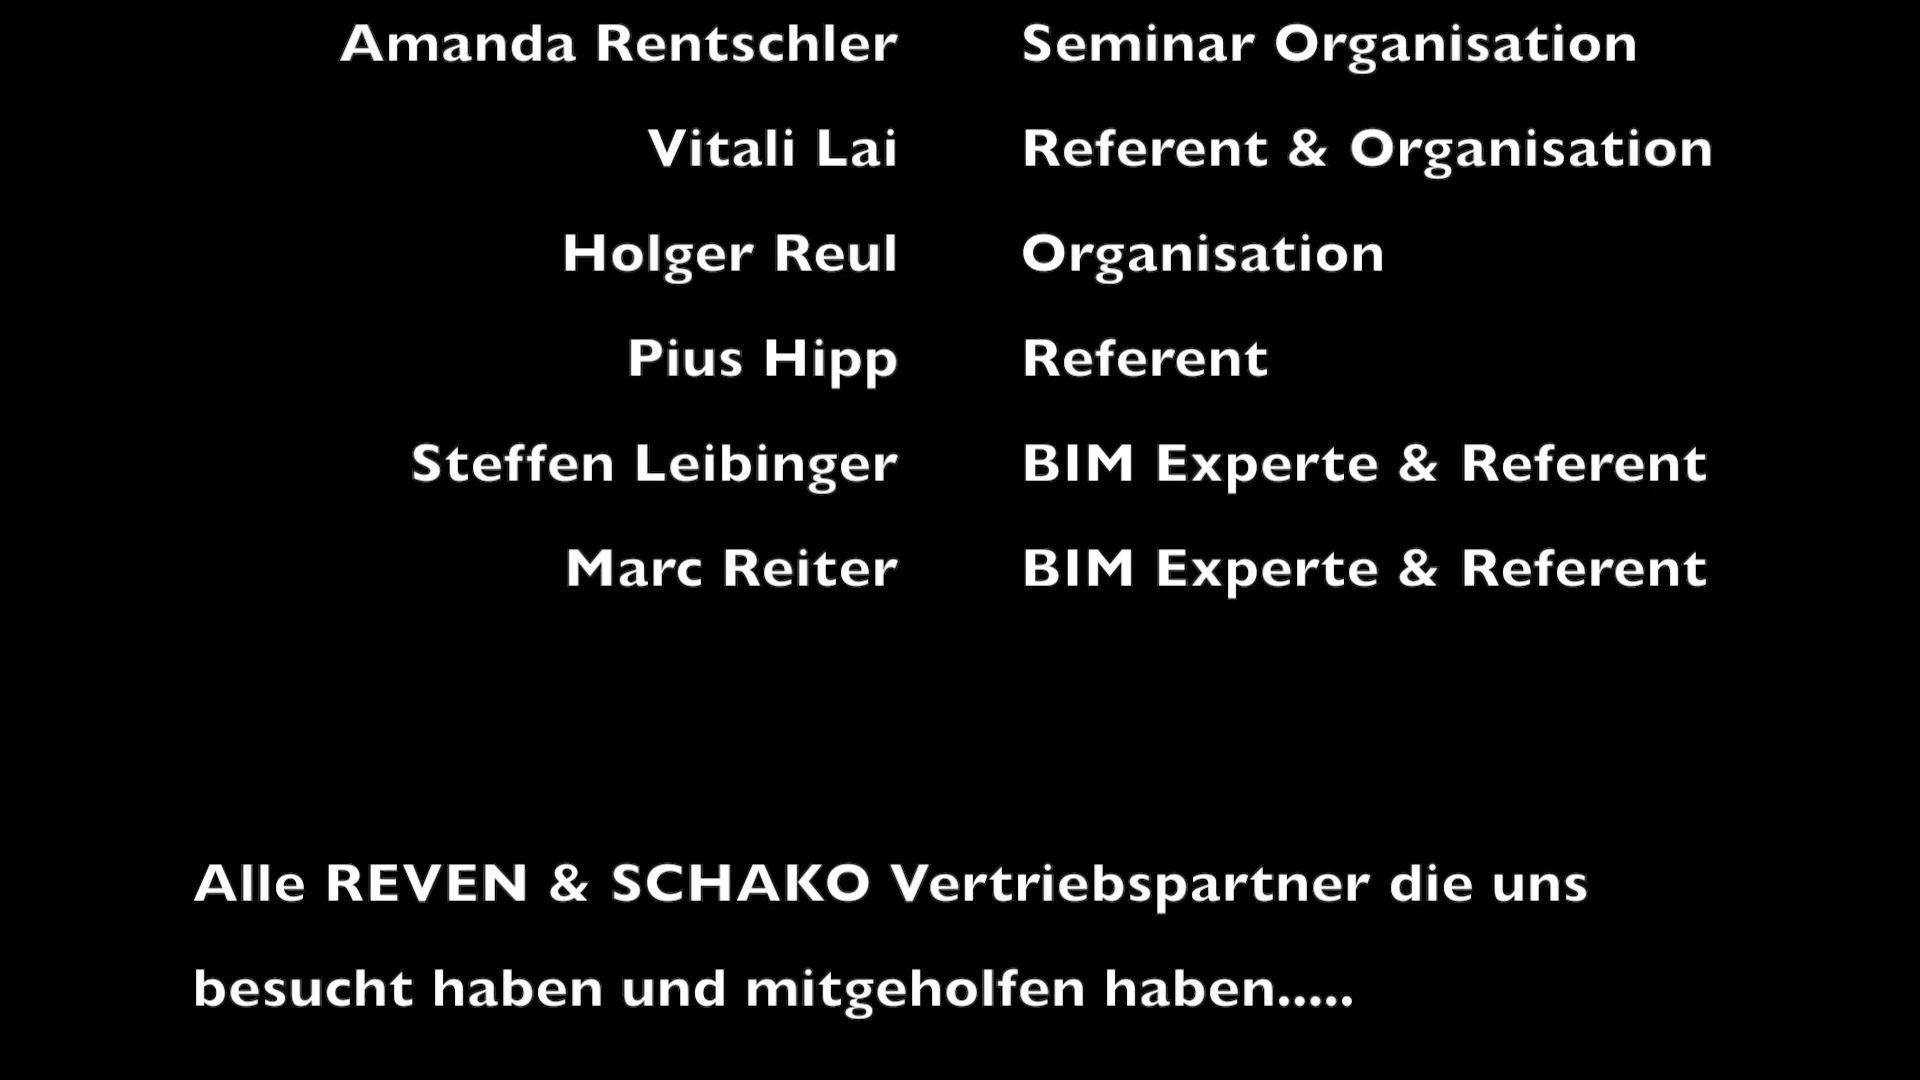 Amanda Rentschler Seminar Organisation
Vitali Lai Referent & Organisation
Holger Reul Organisation
Pius Hipp Referent
Steffen Leibinger BIM Experte & Referent
Marc Reiter BIM Experte & Referent
Alle REVEN & SCHAKO Vertriebspartner die uns
besucht haben und mitgeholfen haben.....